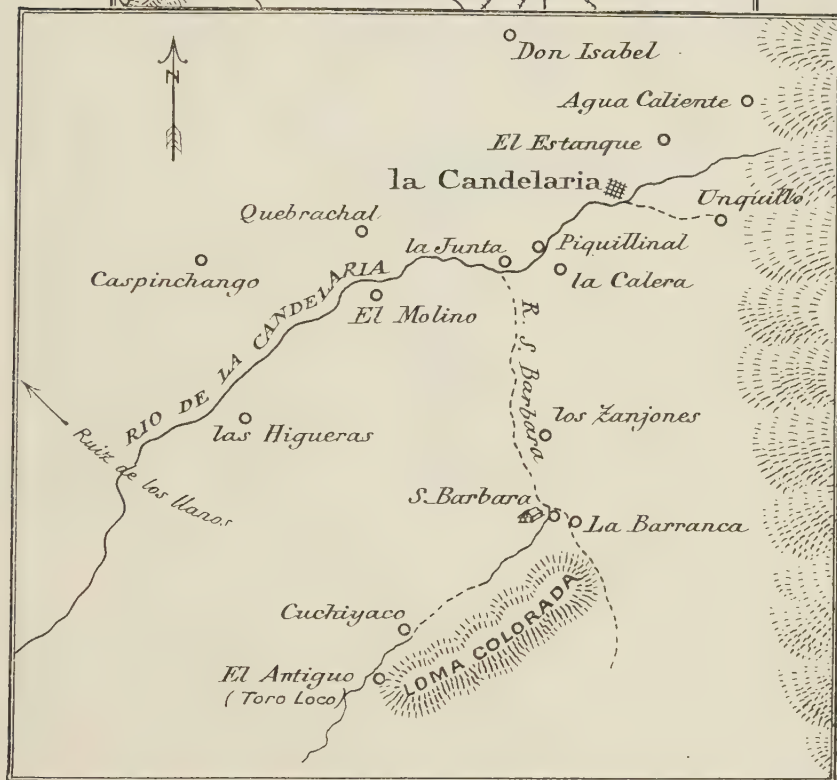 N
Don Isabel
Agua Caliente
El Estanque
la Candelaria
Unquillo
Quebrachal
la Junta
Piquillinal
Caspinchango
la Calera
RIO DE LA CANDELARIA
El Molino
R. S. Barbara
las Higueras
los Zanjones
Ruiz de los llanos
S. Barbara
La Barranca
LOMA COLORADA
Cuchiyaco
El Antiguo
(Toro Loco)